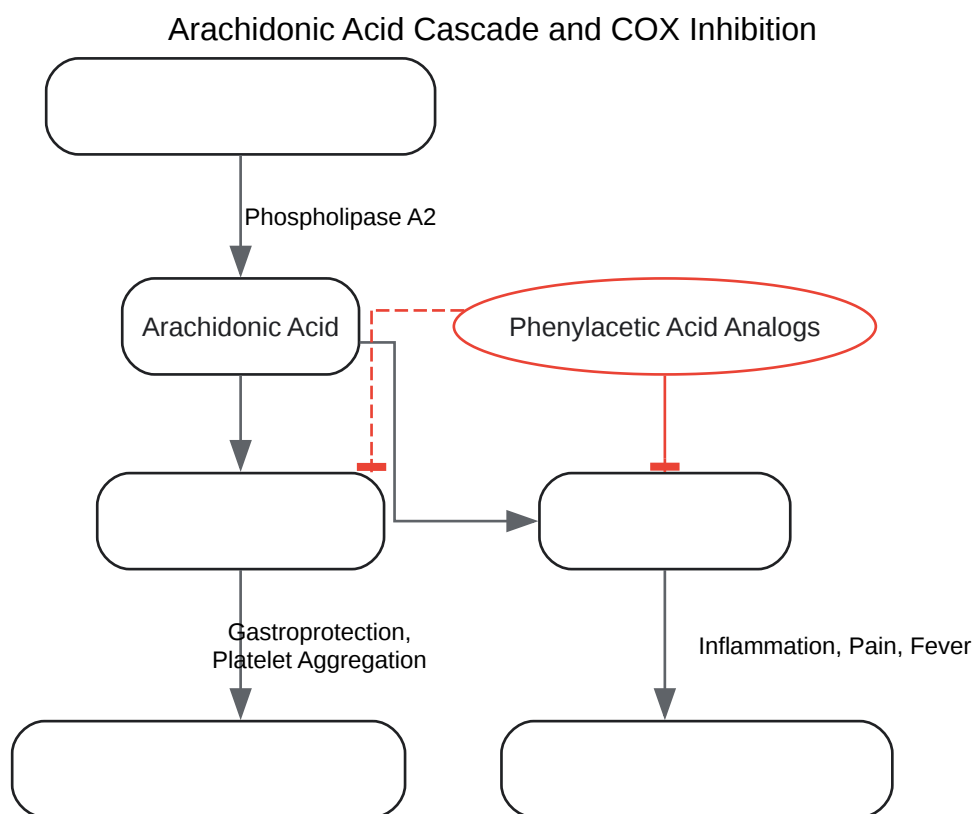 Arachidonic Acid Cascade and COX Inhibition
Phospholipase A2
Arachidonic Acid
Phenylacetic Acid Analogs
Gastroprotection,
Platelet Aggregation
Inflammation, Pain, Fever